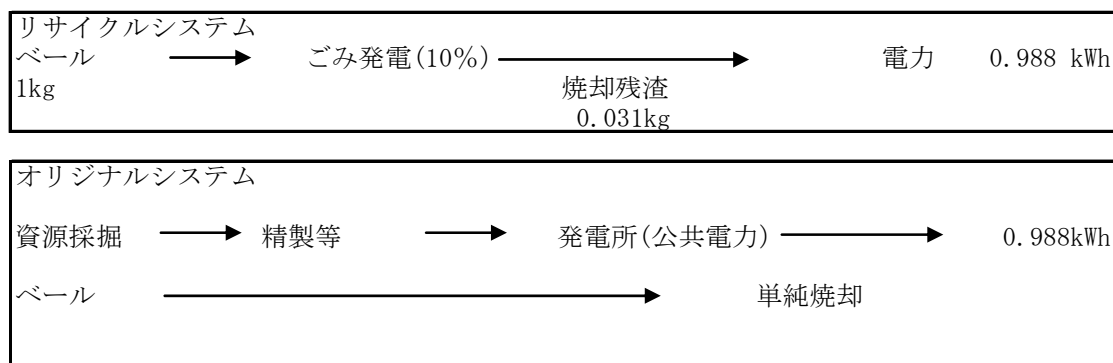 リサイクルシステム
ベール ごみ発電(10%) 電力 0.988 kWh
1kg 焼却残渣
0.031kg
オリジナルシステム
資源採掘 精製等 発電所(公共電力) 0.988kWh
ベール 単純焼却